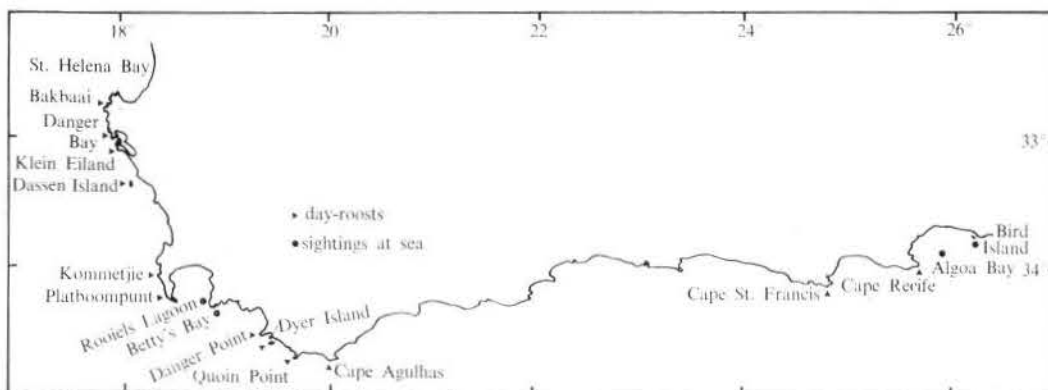 18°
20
22
24
26°
St. Helena Bay
Bakbaai
Danger
Bay
33°
Klein Eiland
Dassen Island
day-roosts
sightings at sea
Bird
Island
Algoa Bay
34
Kommetjie
Platboompunt
Cape St. Francis
Cape Recife
Rooiels Lagoon
Betty's Bay
Danger Point
Dyer Island
Quoin Point
Cape Agulhas